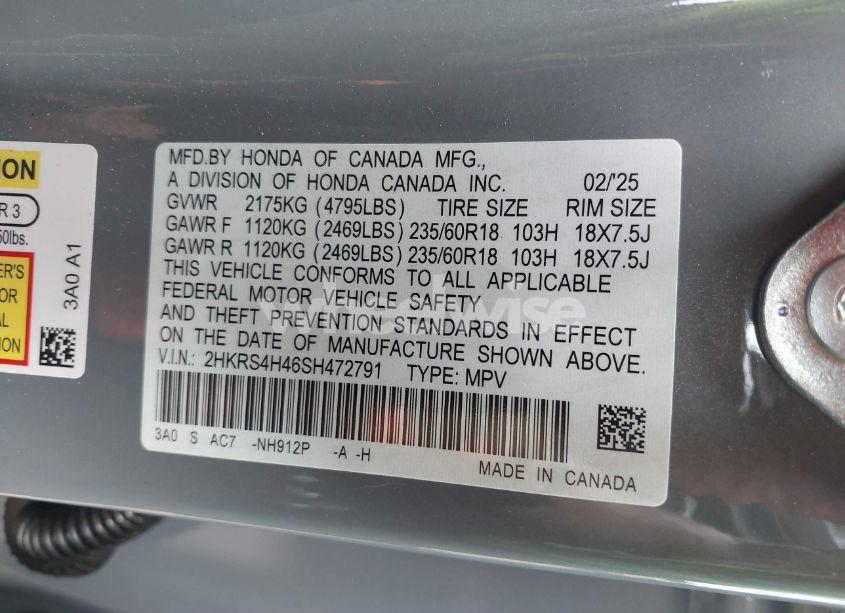 ION
R 3
50lbs.
ER'S
OR
AL
TION
3A0 A1
MFD.BY HONDA OF CANADA MFG.,
A DIVISION OF HONDA CANADA INC. 02/'25
GVWR 2175KG (4795LBS) TIRE SIZE RIM SIZE
GAWR F 1120KG (2469LBS) 235/60R18 103H 18X7.5J
GAWR R 1120KG (2469LBS) 235/60R18 103H 18X7.5J
THIS VEHICLE CONFORMS TO ALL APPLICABLE
FEDERAL MOTOR VEHICLE SAFETY
AND THEFT PREVENTION STANDARDS IN EFFECT
ON THE DATE OF MANUFACTURE SHOWN ABOVE.
V.I.N.: 2HKRS4H46SH472791 TYPE: MPV
3A0 S AC7 -NH912P -A -H
MADE IN CANADA